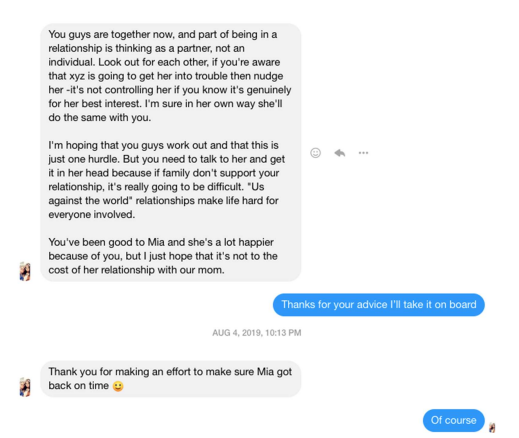 You guys are together now, and part of being in a
relationship is thinking as a partner, not an
individual. Look out for each other, if you're aware
that xyz is going to get her into trouble then nudge
her -it's not controlling her if you know it's genuinely
for her best interest. I'm sure in her own way she'll
do the same with you.
I'm hoping that you guys work out and that this is
just one hurdle. But you need to talk to her and get
it in her head because if family don't support your
relationship, it's really going to be difficult. "Us
against the world" relationships make life hard for
everyone involved.
You've been good to Mia and she's a lot happier
because of you, but I just hope that it's not to the
cost of her relationship with our mom.
Thanks for your advice I'll take it on board
AUG 4, 2019, 10:13 PM
Thank you for making an effort to make sure Mia got
back on time 😃
Of course